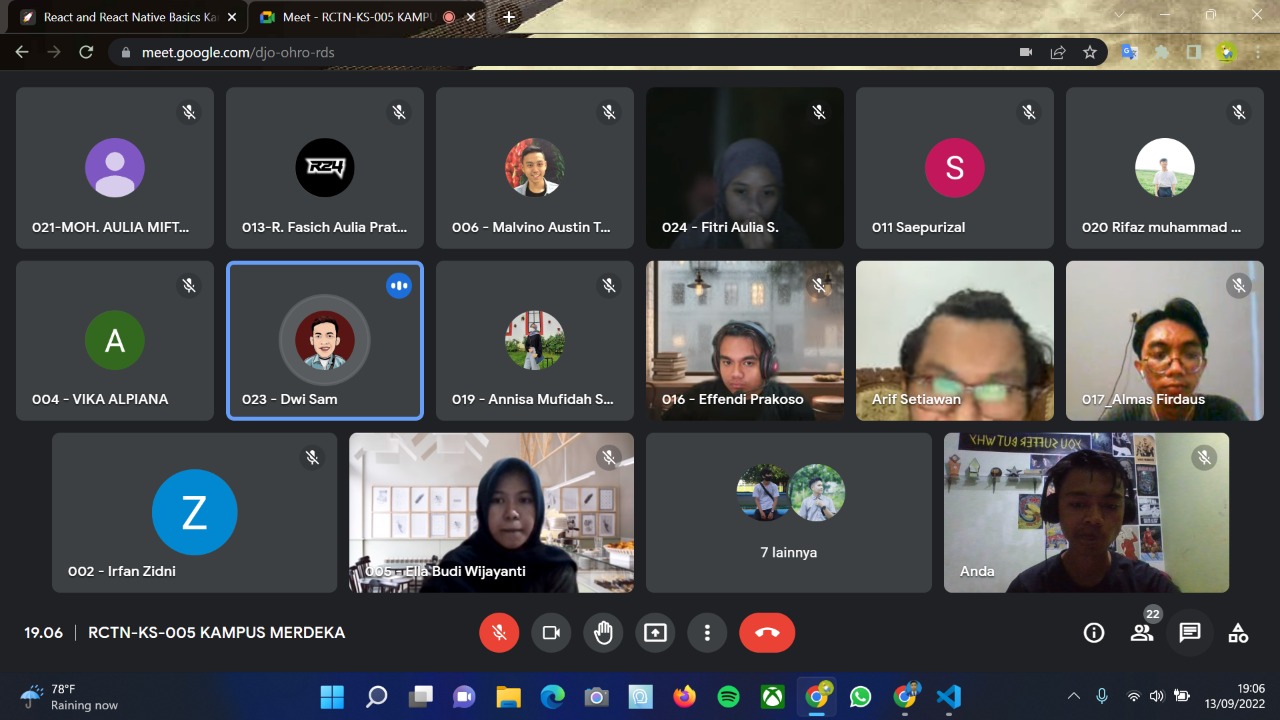 React and React Native Basics Ka
Meet - RCTN-KS-005 KAMPU
meet.google.com/djo-ohro-rds
R24
S
021-MOH. AULIA MIFT...
013-R. Fasich Aulia Prat...
006 - Malvino Austin T...
024 - Fitri Aulia S.
011 Saepurizal
020 Rifaz muhammad ...
A
004 - VIKA ALPIANA
023 - Dwi Sam
019 - Annisa Mufidah S...
016 - Effendi Prakoso
Arif Setiawan
017_Almas Firdaus
YOU SUFFER BUT WHY
Z
002 - Irfan Zidni
005 - Ella Budi Wijayanti
7 lainnya
Anda
19.06 | RCTN-KS-005 KAMPUS MERDEKA
22
78°F
Raining now
19:06
13/09/2022